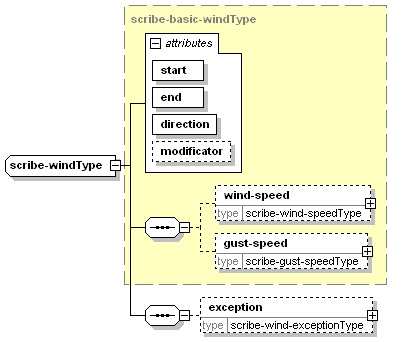 scribe-basic-windType
attributes
start
end
direction
modificator
scribe-windType
wind-speed
type scribe-wind-speedType
gust-speed
type scribe-gust-speedType
exception
type scribe-wind-exceptionType